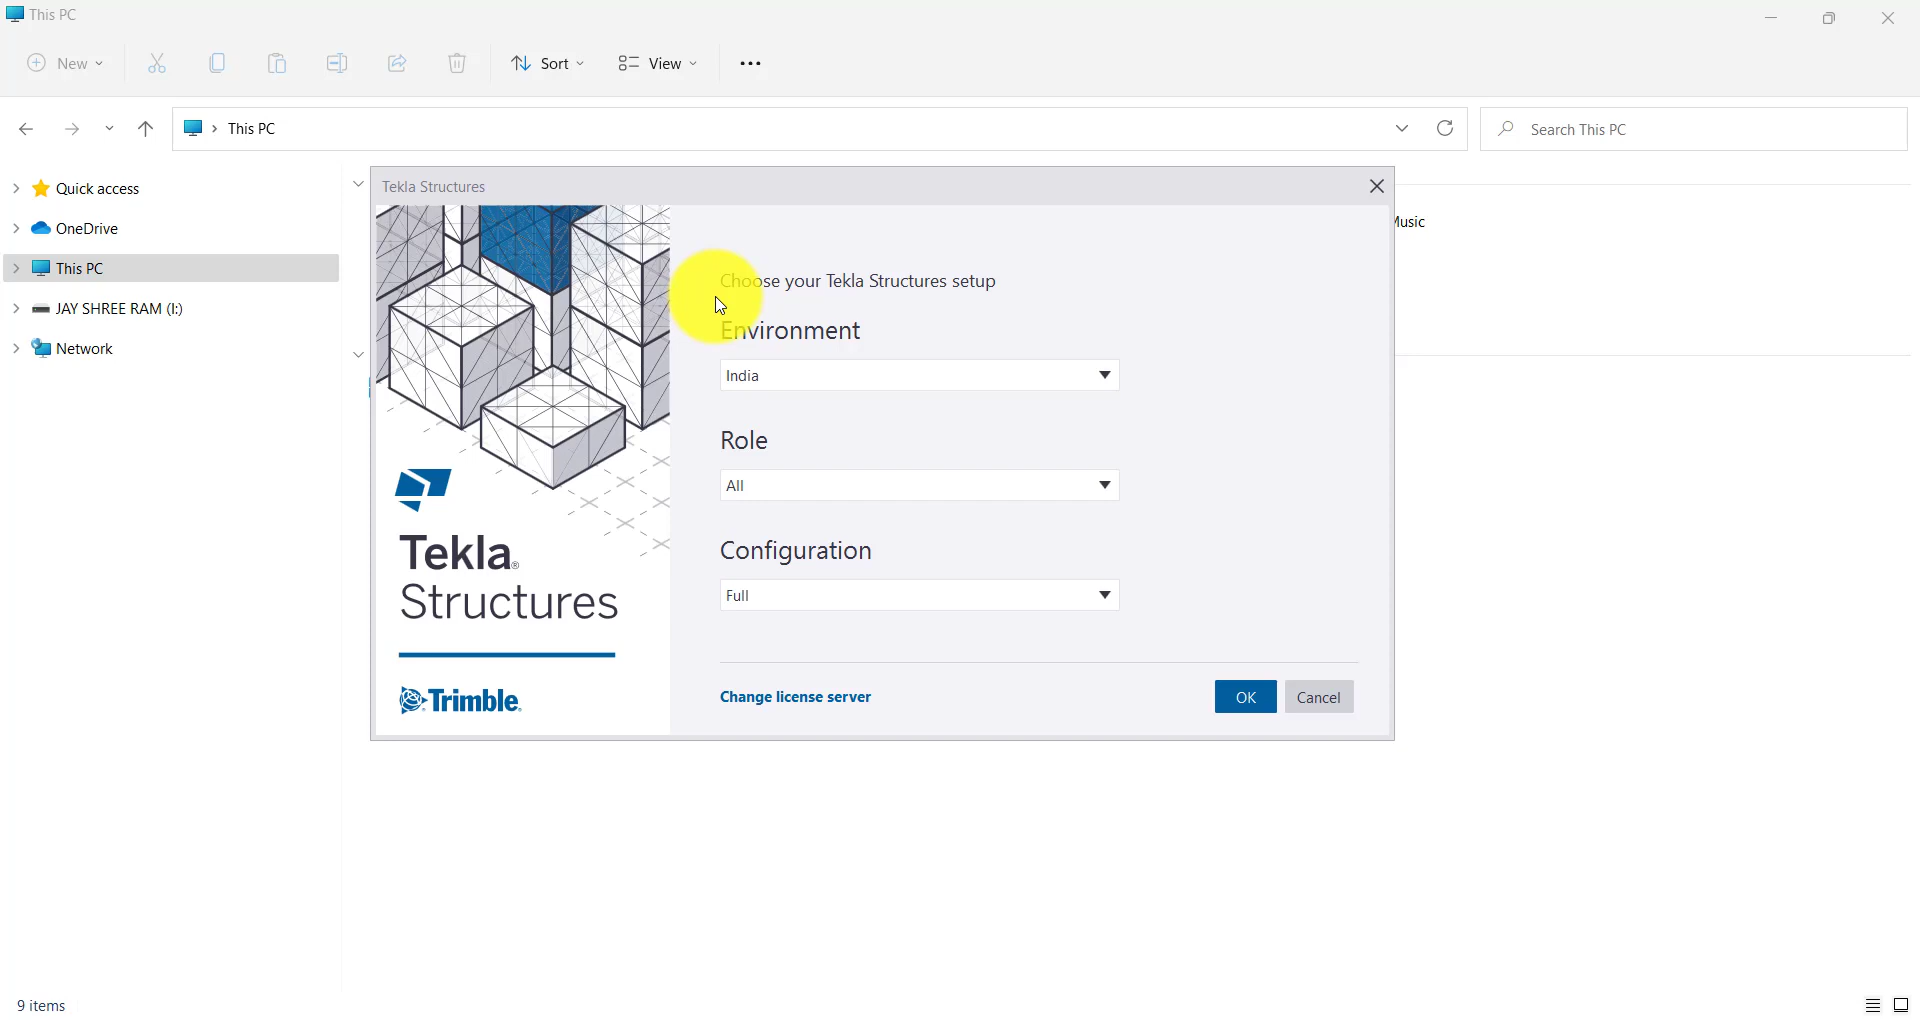 This PC
New
Sort
View
This PC
Search This PC
Quick access
OneDrive
This PC
JAY SHREE RAM (I:)
Network
Tekla Structures
Tekla®
Structures
Trimble
Choose your Tekla Structures setup
Environment
India
Role
All
Configuration
Full
Change license server
OK
Cancel
9 items